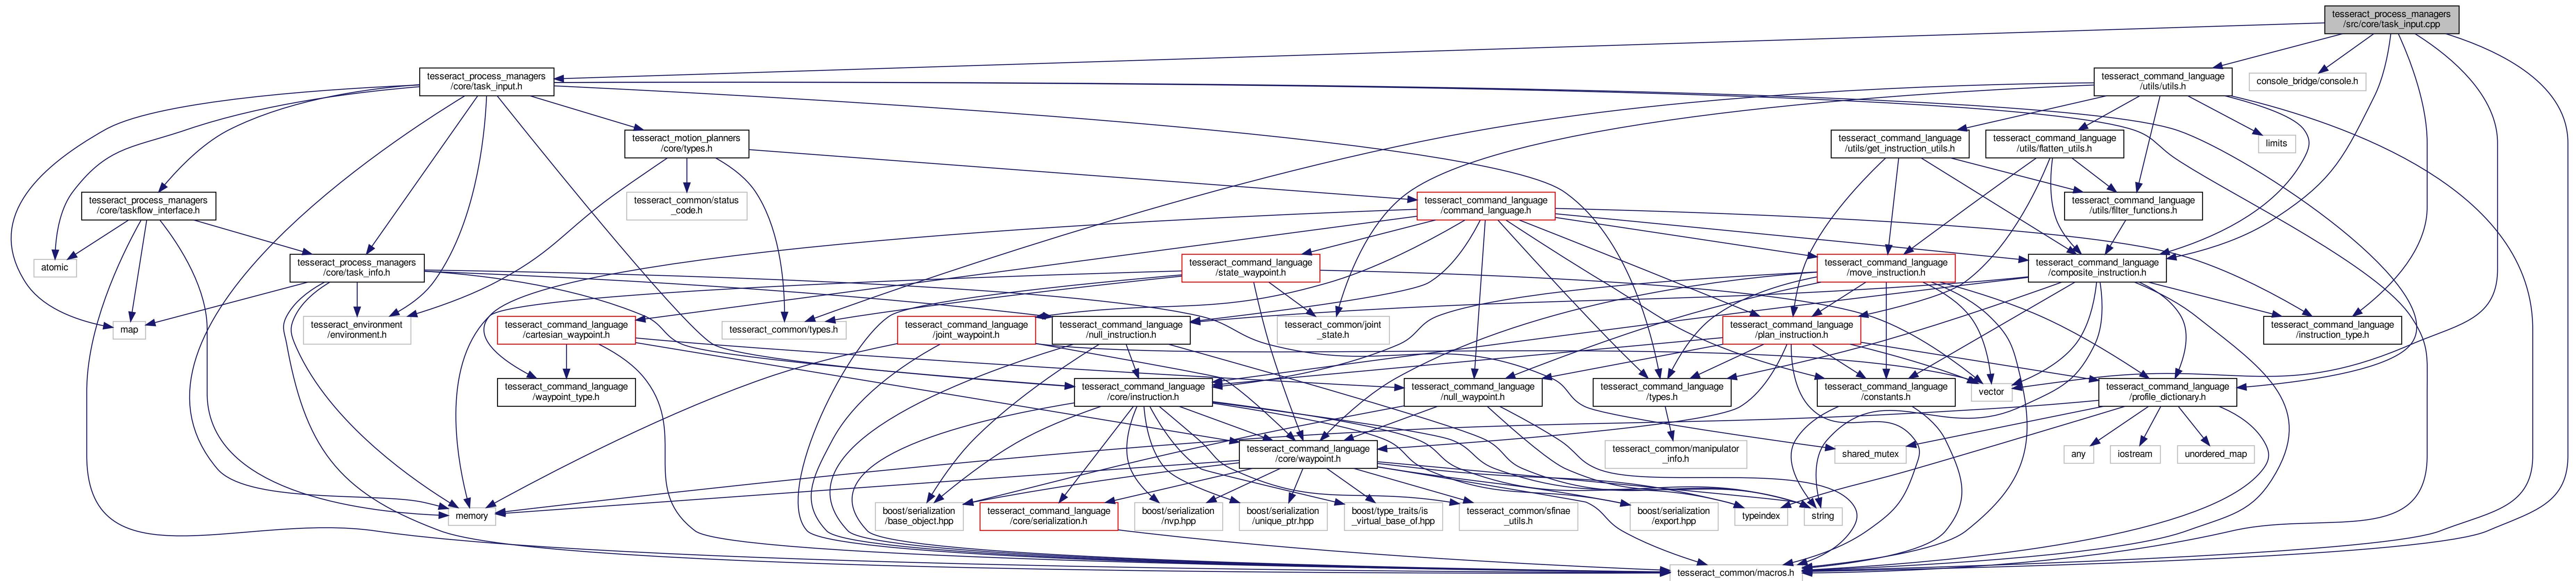 tesseract_process_managers
/src/core/task_input.cpp
tesseract_process_managers
/core/task_input.h
tesseract_command_language
/utils/utils.h
console_bridge/console.h
tesseract_motion_planners
/core/types.h
tesseract_command_language
/utils/get_instruction_utils.h
tesseract_command_language
/utils/flatten_utils.h
limits
tesseract_process_managers
/core/taskflow_interface.h
tesseract_common/status
_code.h
tesseract_command_language
/command_language.h
tesseract_command_language
/utils/filter_functions.h
atomic
tesseract_process_managers
/core/task_info.h
tesseract_command_language
/state_waypoint.h
tesseract_command_language
/move_instruction.h
tesseract_command_language
/composite_instruction.h
map
tesseract_environment
/environment.h
tesseract_command_language
/cartesian_waypoint.h
tesseract_common/types.h
tesseract_command_language
/joint_waypoint.h
tesseract_command_language
/null_instruction.h
tesseract_common/joint
_state.h
tesseract_command_language
/plan_instruction.h
tesseract_command_language
/instruction_type.h
tesseract_command_language
/waypoint_type.h
tesseract_command_language
/core/instruction.h
tesseract_command_language
/null_waypoint.h
tesseract_command_language
/types.h
tesseract_command_language
/constants.h
vector
tesseract_command_language
/profile_dictionary.h
tesseract_command_language
/core/waypoint.h
tesseract_common/manipulator
_info.h
shared_mutex
any
iostream
unordered_map
memory
boost/serialization
/base_object.hpp
tesseract_command_language
/core/serialization.h
boost/serialization
/nvp.hpp
boost/serialization
/unique_ptr.hpp
boost/type_traits/is
_virtual_base_of.hpp
tesseract_common/sfinae
_utils.h
boost/serialization
/export.hpp
typeindex
string
tesseract_common/macros.h